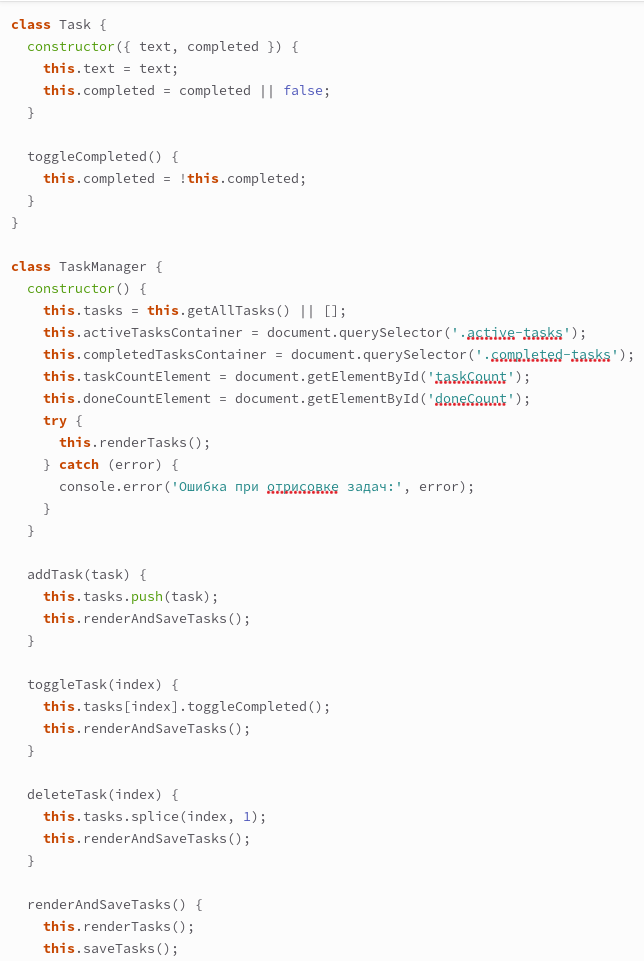 class Task {
  constructor({ text, completed }) {
    this.text = text;
    this.completed = completed || false;
  }

  toggleCompleted() {
    this.completed = !this.completed;
  }
}

class TaskManager {
  constructor() {
    this.tasks = this.getAllTasks() || [];
    this.activeTasksContainer = document.querySelector('.active-tasks');
    this.completedTasksContainer = document.querySelector('.completed-tasks');
    this.taskCountElement = document.getElementById('taskCount');
    this.doneCountElement = document.getElementById('doneCount');
    try {
      this.renderTasks();
    } catch (error) {
      console.error('Ошибка при отрисовке задач:', error);
    }
  }

  addTask(task) {
    this.tasks.push(task);
    this.renderAndSaveTasks();
  }

  toggleTask(index) {
    this.tasks[index].toggleCompleted();
    this.renderAndSaveTasks();
  }

  deleteTask(index) {
    this.tasks.splice(index, 1);
    this.renderAndSaveTasks();
  }

  renderAndSaveTasks() {
    this.renderTasks();
    this.saveTasks();